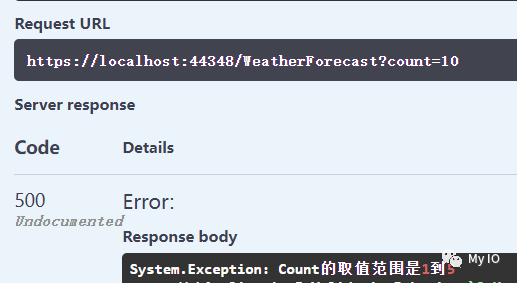 Request URL
https://localhost:44348/WeatherForecast?count=10
Server response
Code Details
500 Error:
Undocumented
Response body
System.Exception: Count的取值范围是1到5
My IO